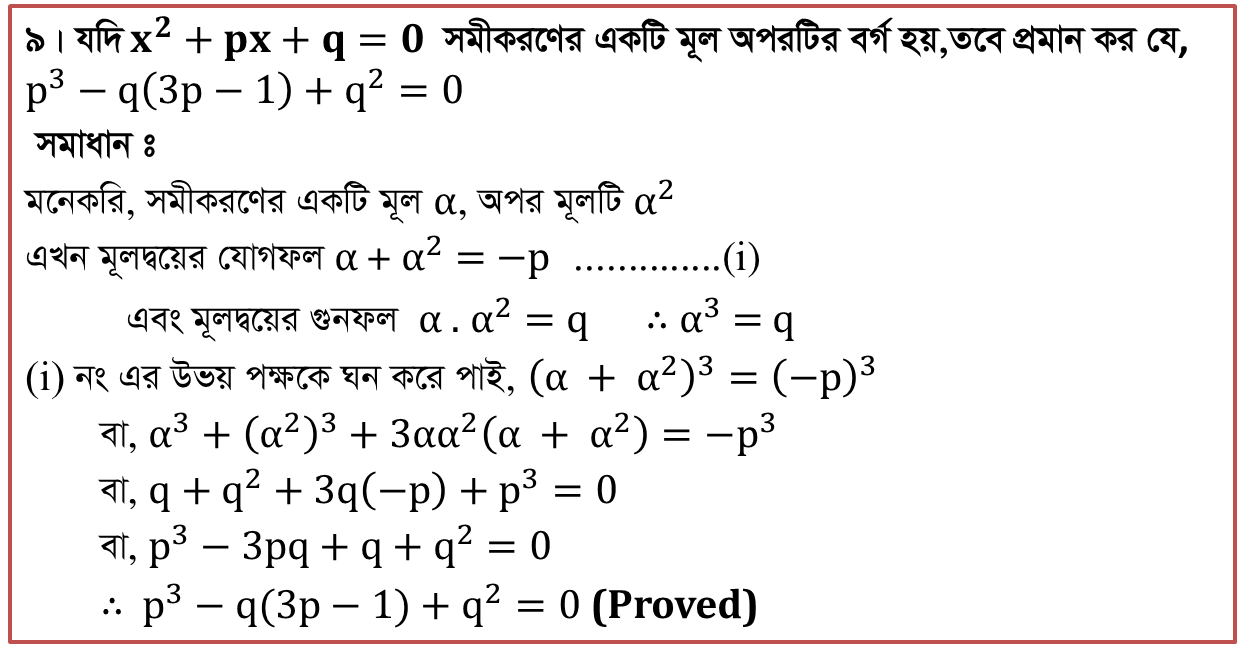 ৯। যদি x² + px + q = 0 সমীকরণের একটি মূল অপরটির বর্গ হয়,তবে প্রমান কর যে,
p³ − q(3p − 1) + q² = 0
সমাধান ঃ
মনেকরি, সমীকরণের একটি মূল α, অপর মূলটি α²
এখন মূলদ্বয়ের যোগফল α + α² = −p ..............(i)
এবং মূলদ্বয়ের গুনফল α . α² = q ∴ α³ = q
(i) নং এর উভয় পক্ষকে ঘন করে পাই, (α + α²)³ = (−p)³
বা, α³ + (α²)³ + 3αα²(α + α²) = −p³
বা, q + q² + 3q(−p) + p³ = 0
বা, p³ − 3pq + q + q² = 0
∴ p³ − q(3p − 1) + q² = 0 (Proved)